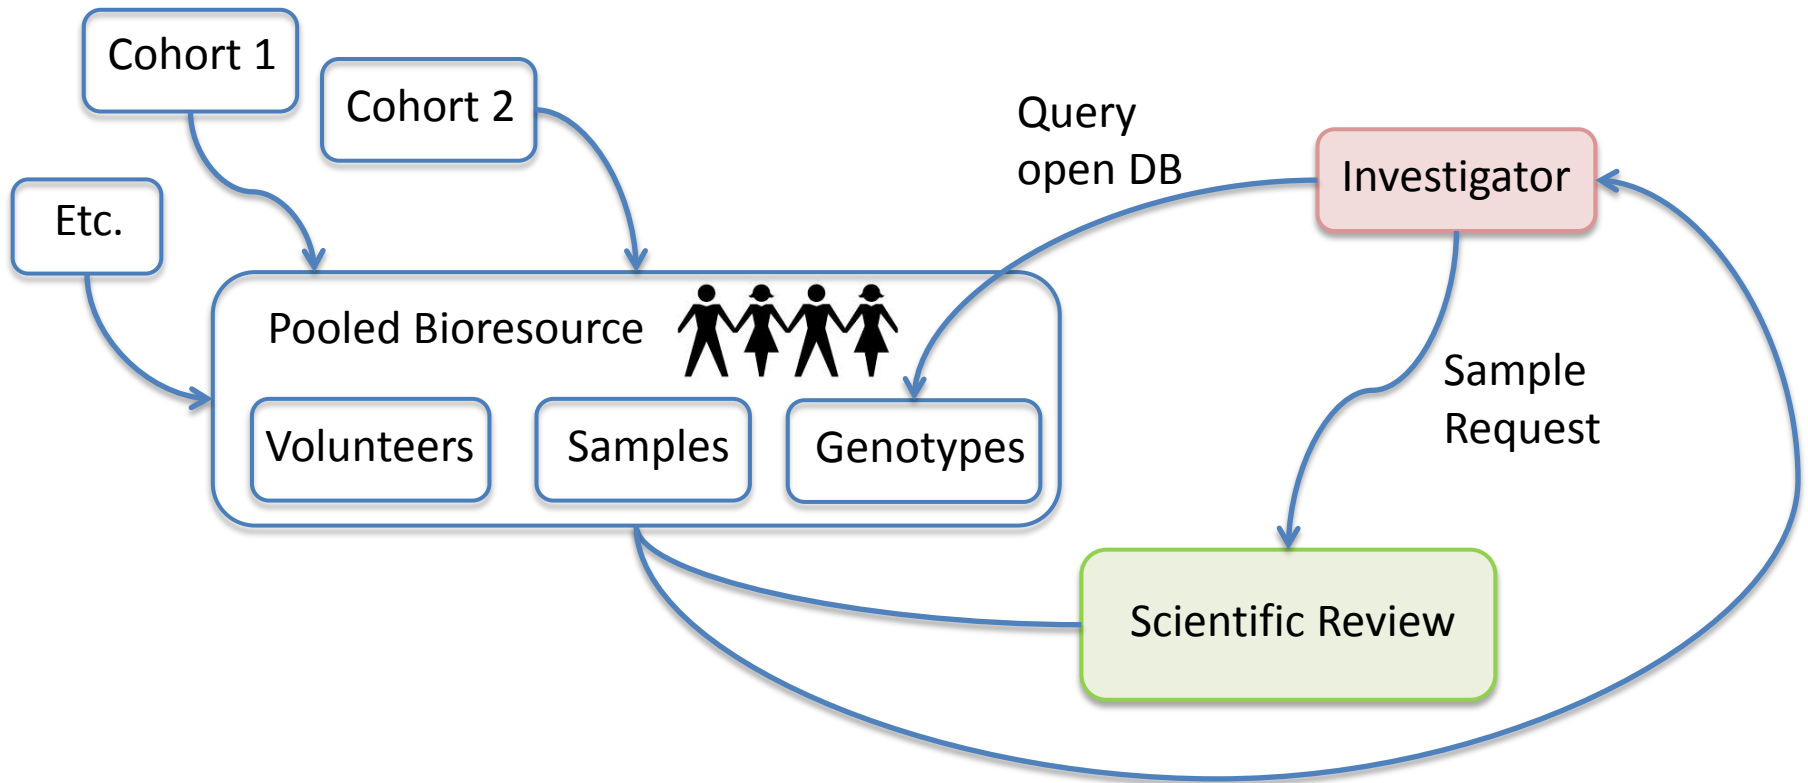 Cohort 1
Cohort 2
Etc.
Query
open DB
Investigator
Pooled Bioresource
Volunteers
Samples
Genotypes
Sample
Request
Scientific Review